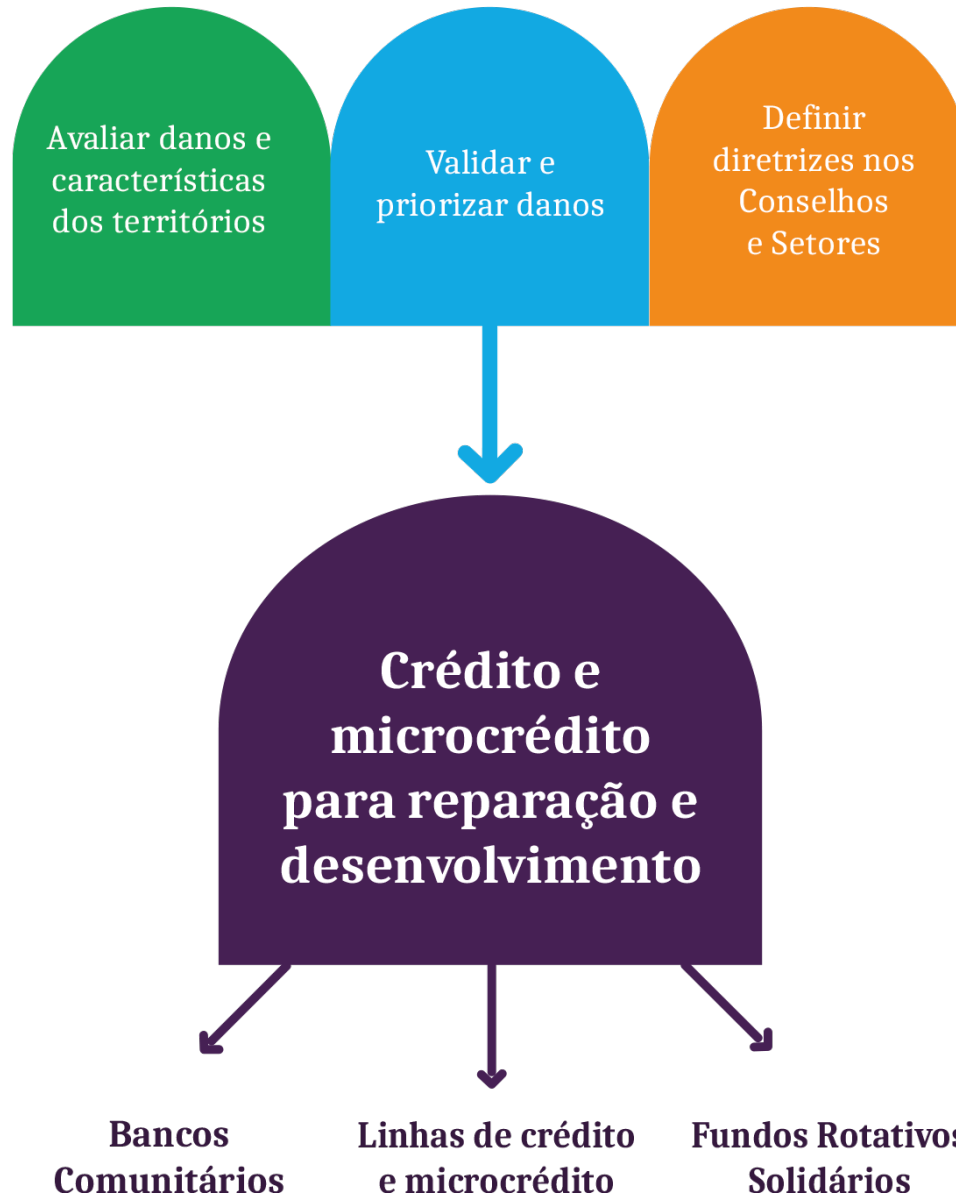 Avaliar danos e
características
dos territórios
Validar e
priorizar danos
Definir
diretrizes nos
Conselhos
e Setores
Crédito e
microcrédito
para reparação e
desenvolvimento
Bancos
Comunitários
Linhas de crédito
e microcrédito
Fundos Rotativos
Solidários